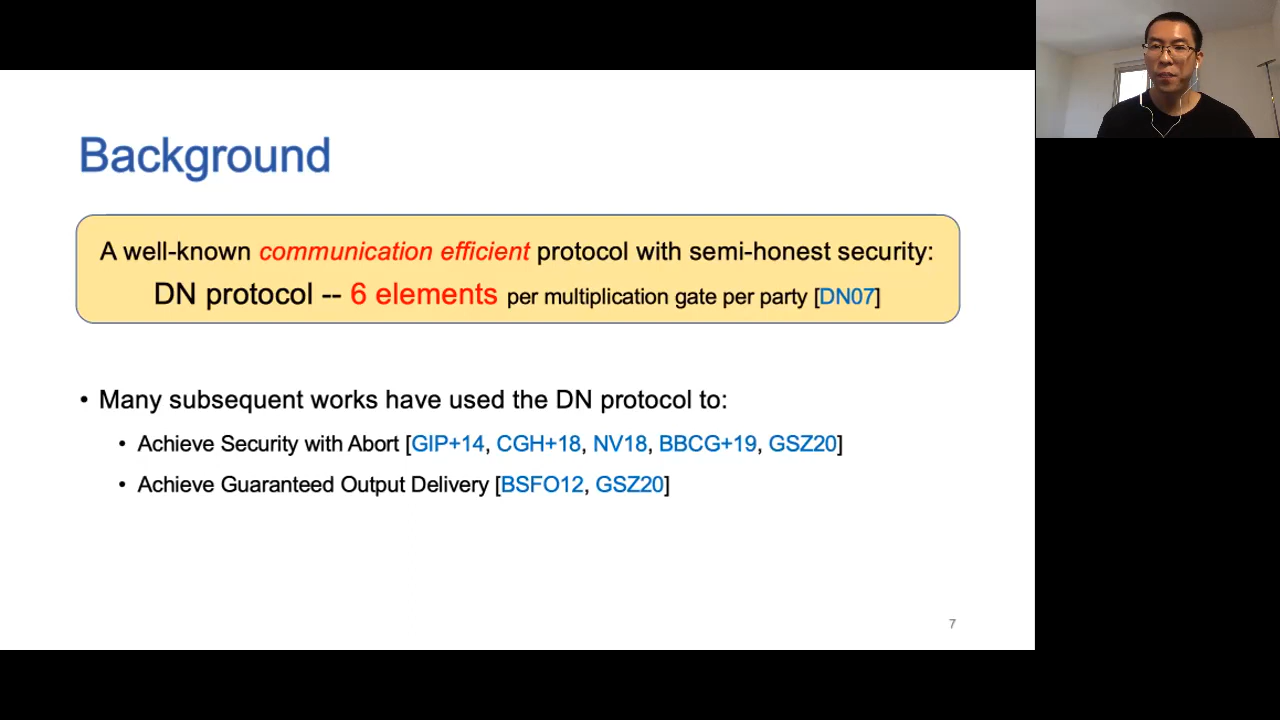 Background
A well-known communication efficient protocol with semi-honest security:
DN protocol -- 6 elements per multiplication gate per party [DN07]
• Many subsequent works have used the DN protocol to:
• Achieve Security with Abort [GIP+14, CGH+18, NV18, BBCG+19, GSZ20]
• Achieve Guaranteed Output Delivery [BSFO12, GSZ20]
7